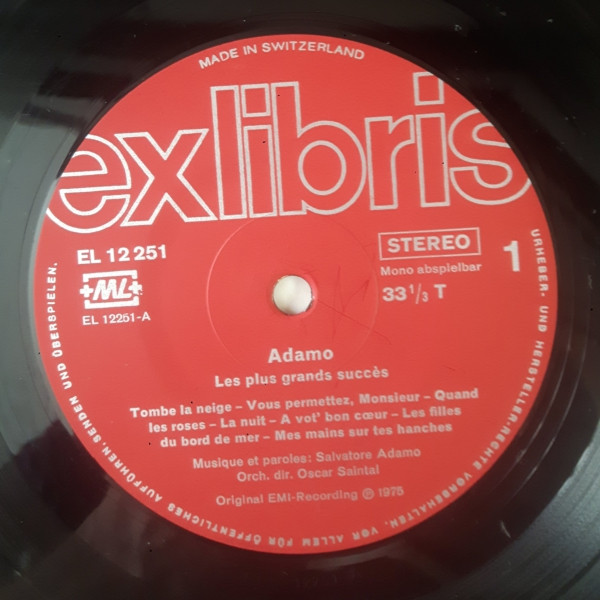 MADE IN SWITZERLAND
exlibris
EL 12 251
+ML+
EL 12251-A
STEREO
Mono abspielbar
33 1/3 T
1
Adamo
Les plus grands succès
Tombe la neige – Vous permettez, Monsieur – Quand
les roses – La nuit – A vot' bon cœur – Les filles
du bord de mer – Mes mains sur tes hanches
Musique et paroles: Salvatore Adamo
Orch. dir. Oscar Saintal
Original EMI-Recording ℗ 1975
URHEBER- UND HERSTELLER-RECHTE VORBEHALTEN, VOR ALLEM FÜR ÖFFENTLICHES AUFFÜHREN, SENDEN UND ÜBERSPIELEN.